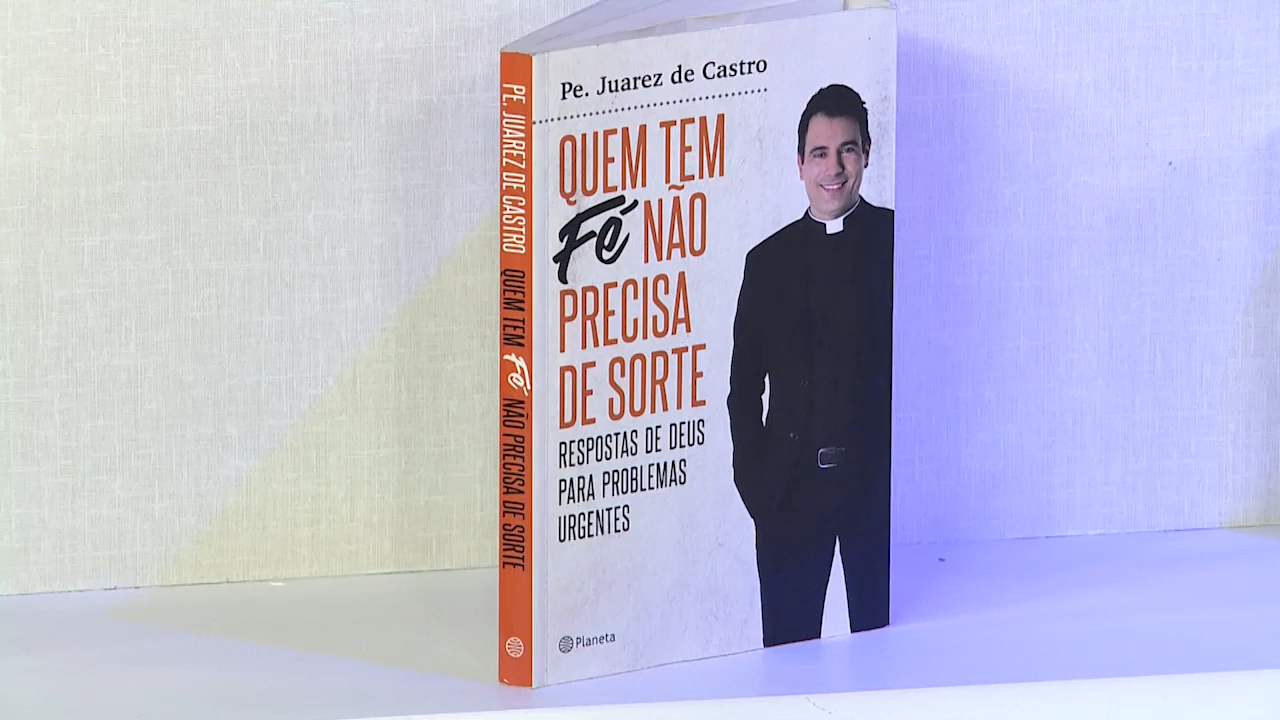 PE. JUAREZ DE CASTRO QUEM TEM Fé NÃO PRECISA DE SORTE
Pe. Juarez de Castro
QUEM TEM
Fé NÃO
PRECISA
DE SORTE
RESPOSTAS DE DEUS
PARA PROBLEMAS
URGENTES
Planeta